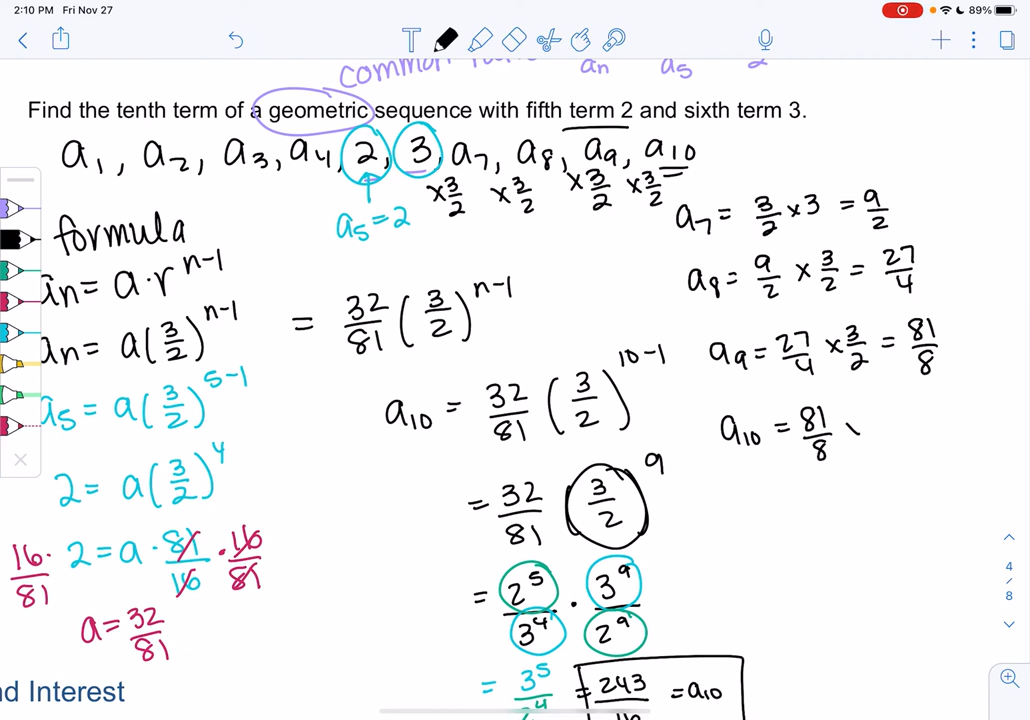 2:10 PM Fri Nov 27
89%
common
an a5 2
Find the tenth term of a geometric sequence with fifth term 2 and sixth term 3.
a1, a2, a3, a4, 2, 3, a7, a8, a9, a10
×3/2 ×3/2 ×3/2 ×3/2
a5 = 2
formula
an = a · r^(n-1)
an = a(3/2)^(n-1)
a5 = a(3/2)^(5-1)
2 = a(3/2)^4
16/81 · 2 = a · 81/16 · 16/81
a = 32/81
= 32/81 (3/2)^(n-1)
a10 = 32/81 (3/2)^(10-1)
= 32/81 (3/2)^9
= 2^5/3^4 · 3^9/2^9
= 3^5/2^4 = 243/16 = a10
a7 = 3/2 × 3 = 9/2
a8 = 9/2 × 3/2 = 27/4
a9 = 27/4 × 3/2 = 81/8
a10 = 81/8
nd Interest
4 / 8